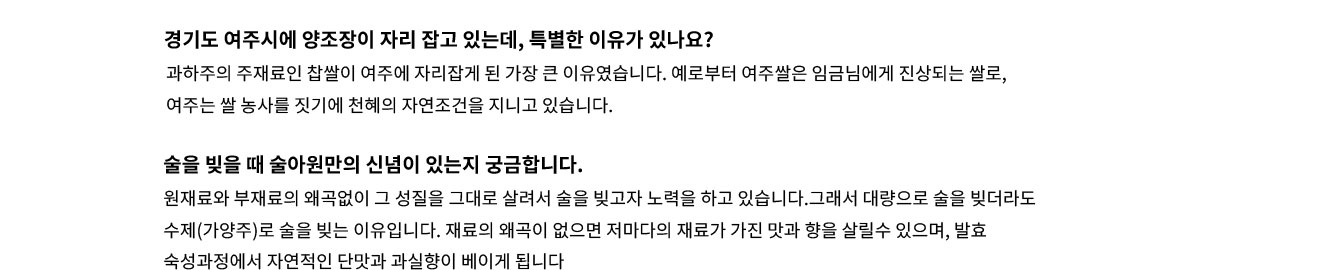 경기도 여주시에 양조장이 자리 잡고 있는데, 특별한 이유가 있나요?
과하주의 주재료인 찹쌀이 여주에 자리잡게 된 가장 큰 이유였습니다. 예로부터 여주쌀은 임금님에게 진상되는 쌀로,
여주는 쌀 농사를 짓기에 천혜의 자연조건을 지니고 있습니다.
술을 빚을 때 술아원만의 신념이 있는지 궁금합니다.
원재료와 부재료의 왜곡없이 그 성질을 그대로 살려서 술을 빚고자 노력을 하고 있습니다.그래서 대량으로 술을 빚더라도
수제(가양주)로 술을 빚는 이유입니다. 재료의 왜곡이 없으면 저마다의 재료가 가진 맛과 향을 살릴수 있으며, 발효
숙성과정에서 자연적인 단맛과 과실향이 베이게 됩니다